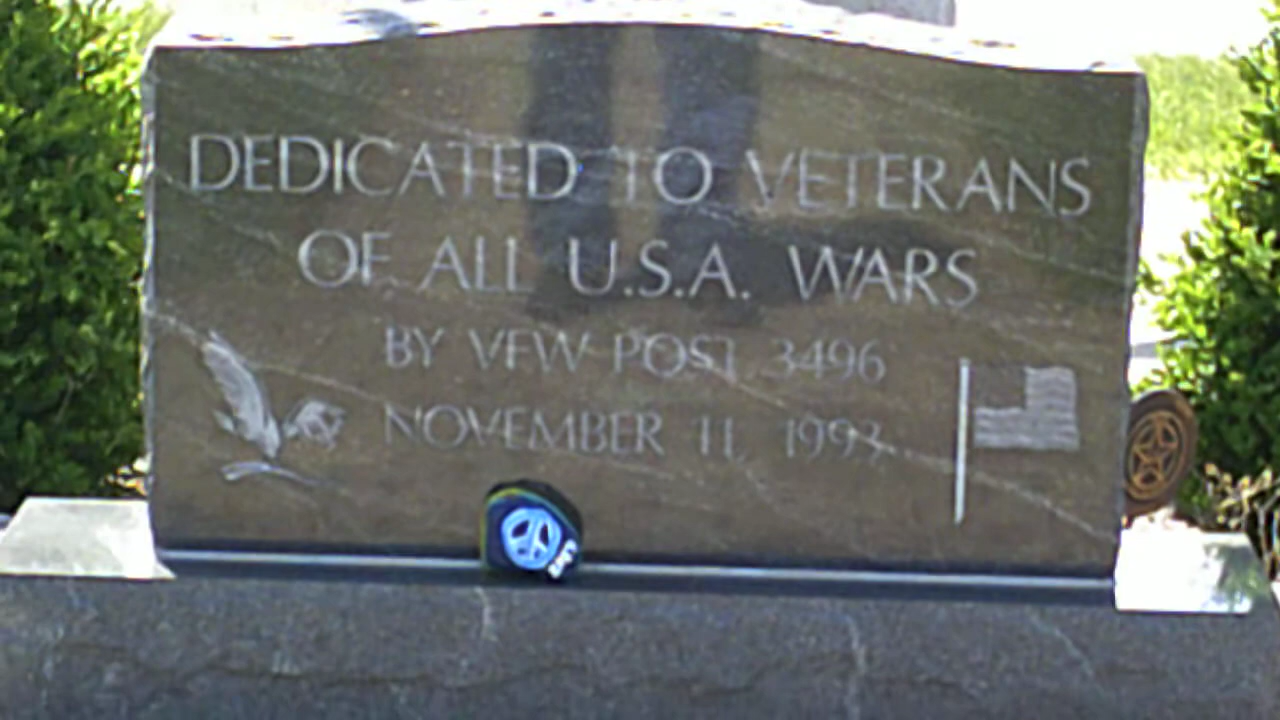 DEDICATED TO VETERANS
OF ALL U.S.A. WARS
BY VFW POST 3496
NOVEMBER 11, 1993